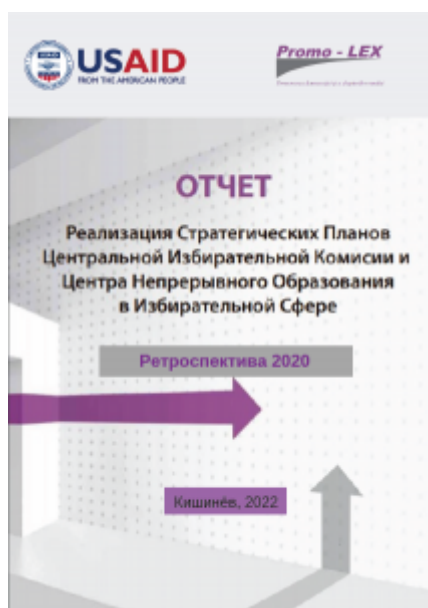 USAID
FROM THE AMERICAN PEOPLE
Promo - LEX
ОТЧЕТ
Реализация Стратегических Планов
Центральной Избирательной Комисии и
Центра Непрерывного Образования
в Избирательной Сфере
Ретроспектива 2020
Кишинёв, 2022